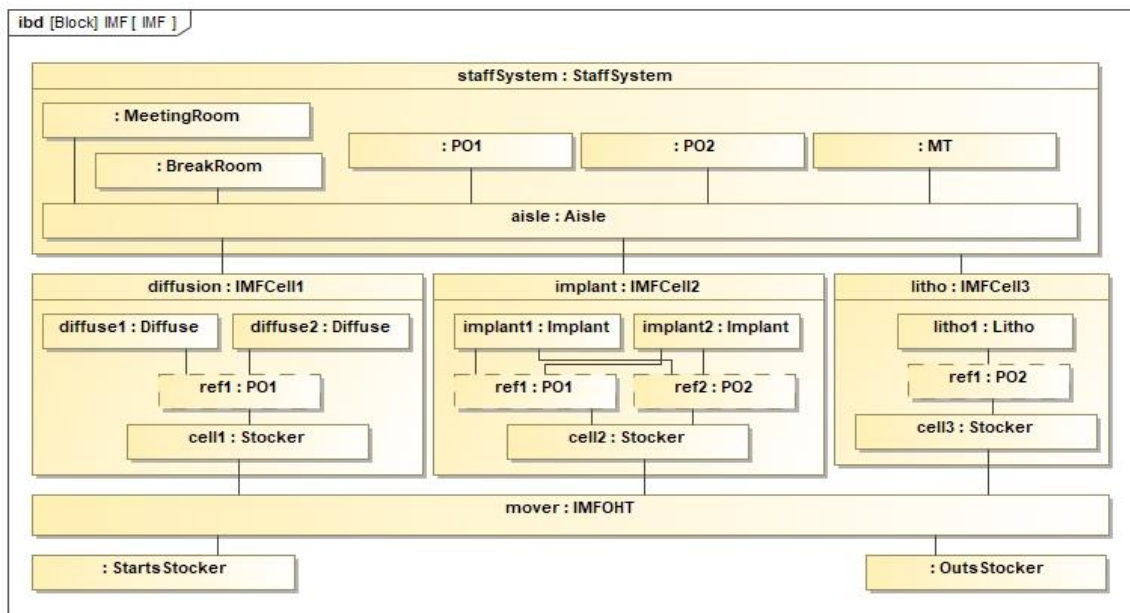 ibd [Block] IMF [ IMF ]
staffSystem : StaffSystem
: MeetingRoom
: BreakRoom
: PO1
: PO2
: MT
aisle : Aisle
diffusion : IMFCell1
diffuse1 : Diffuse
diffuse2 : Diffuse
ref1 : PO1
cell1 : Stocker
implant : IMFCell2
implant1 : Implant
implant2 : Implant
ref1 : PO1
ref2 : PO2
cell2 : Stocker
litho : IMFCell3
litho1 : Litho
ref1 : PO2
cell3 : Stocker
mover : IMFOHT
: StartsStocker
: OutsStocker